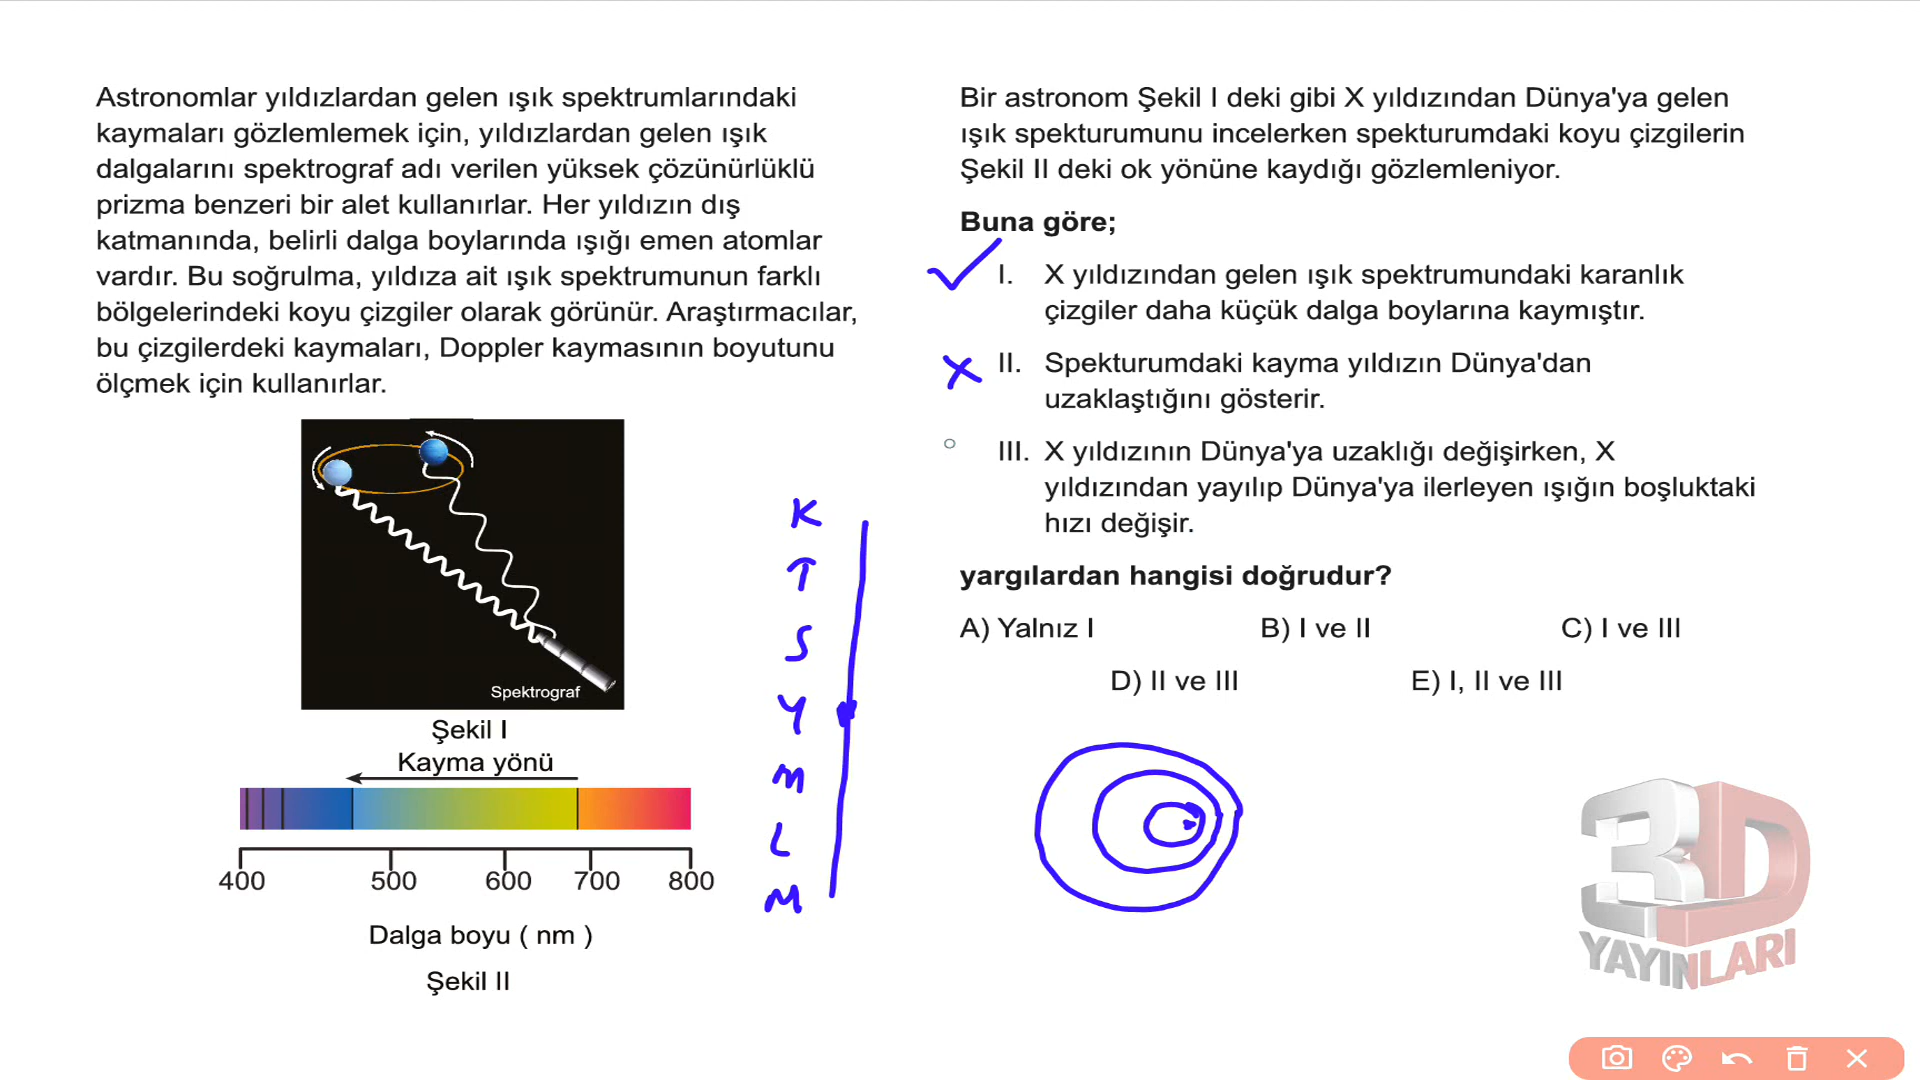 Astronomlar yıldızlardan gelen ışık spektrumlarındaki
kaymaları gözlemlemek için, yıldızlardan gelen ışık
dalgalarını spektrograf adı verilen yüksek çözünürlüklü
prizma benzeri bir alet kullanırlar. Her yıldızın dış
katmanında, belirli dalga boylarında ışığı emen atomlar
vardır. Bu soğrulma, yıldıza ait ışık spektrumunun farklı
bölgelerindeki koyu çizgiler olarak görünür. Araştırmacılar,
bu çizgilerdeki kaymaları, Doppler kaymasının boyutunu
ölçmek için kullanırlar.
Spektrograf
Şekil I
Kayma yönü
400 500 600 700 800
Dalga boyu ( nm )
Şekil II
K
T
S
Y
M
L
M
Bir astronom Şekil I deki gibi X yıldızından Dünya'ya gelen
ışık spekturumunu incelerken spekturumdaki koyu çizgilerin
Şekil II deki ok yönüne kaydığı gözlemleniyor.
Buna göre;
I. X yıldızından gelen ışık spektrumundaki karanlık
çizgiler daha küçük dalga boylarına kaymıştır.
II. Spekturumdaki kayma yıldızın Dünya'dan
uzaklaştığını gösterir.
III. X yıldızının Dünya'ya uzaklığı değişirken, X
yıldızından yayılıp Dünya'ya ilerleyen ışığın boşluktaki
hızı değişir.
yargılardan hangisi doğrudur?
A) Yalnız I B) I ve II C) I ve III
D) II ve III E) I, II ve III
3D
YAYINLARI